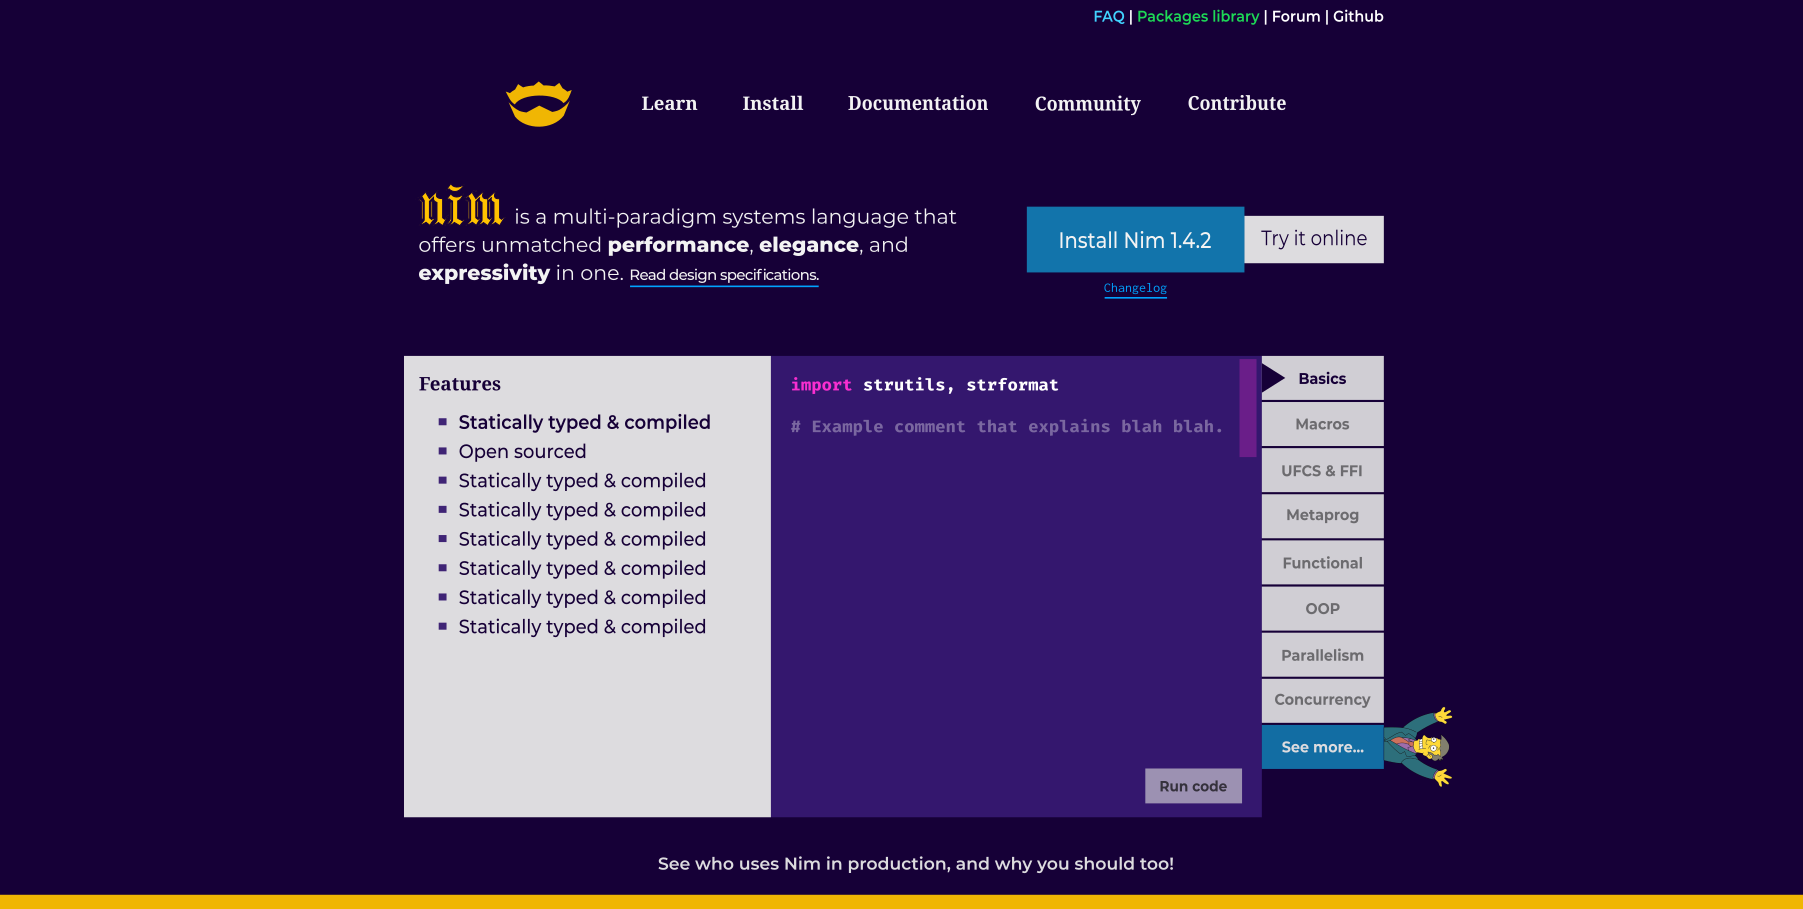 FAQ | Packages library | Forum | Github
Learn Install Documentation Community Contribute
nim is a multi-paradigm systems language that
offers unmatched performance, elegance, and
expressivity in one. Read design specifications.
Install Nim 1.4.2
Try it online
Changelog
Features
Statically typed & compiled
Open sourced
Statically typed & compiled
Statically typed & compiled
Statically typed & compiled
Statically typed & compiled
Statically typed & compiled
Statically typed & compiled
import strutils, strformat
# Example comment that explains blah blah.
Run code
Basics
Macros
UFCS & FFI
Metaprog
Functional
OOP
Parallelism
Concurrency
See more...
See who uses Nim in production, and why you should too!